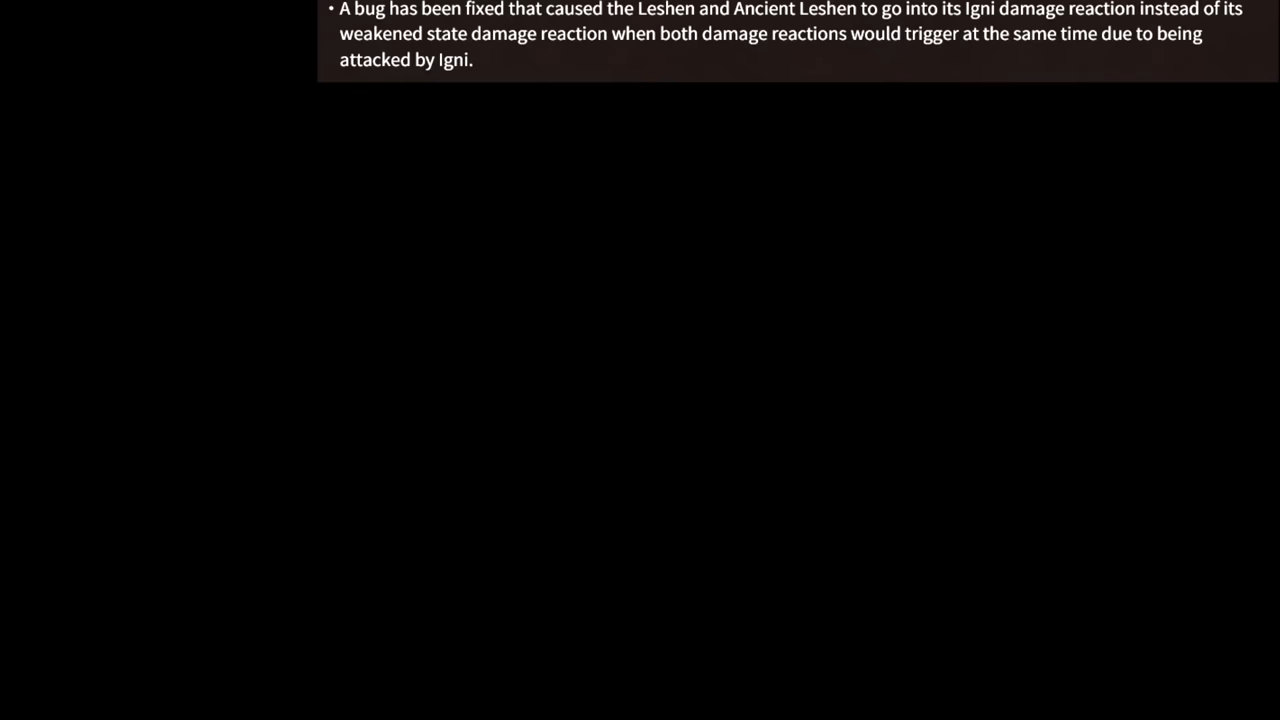 • A bug has been fixed that caused the Leshen and Ancient Leshen to go into its Igni damage reaction instead of its
weakened state damage reaction when both damage reactions would trigger at the same time due to being
attacked by Igni.